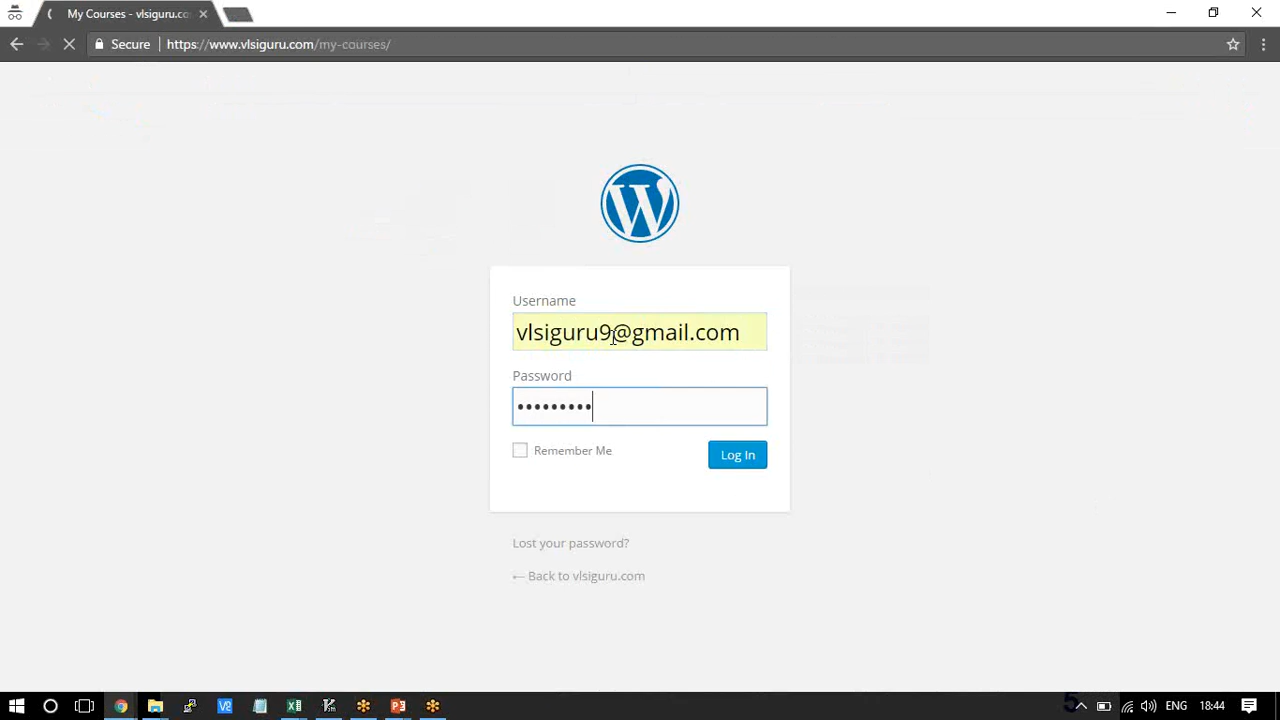 My Courses - vlsiguru.co
Secure
https://www.vlsiguru.com/my-courses/
Username
vlsiguru9@gmail.com
Password
•••••••••
Remember Me
Log In
Lost your password?
← Back to vlsiguru.com
ENG
18:44